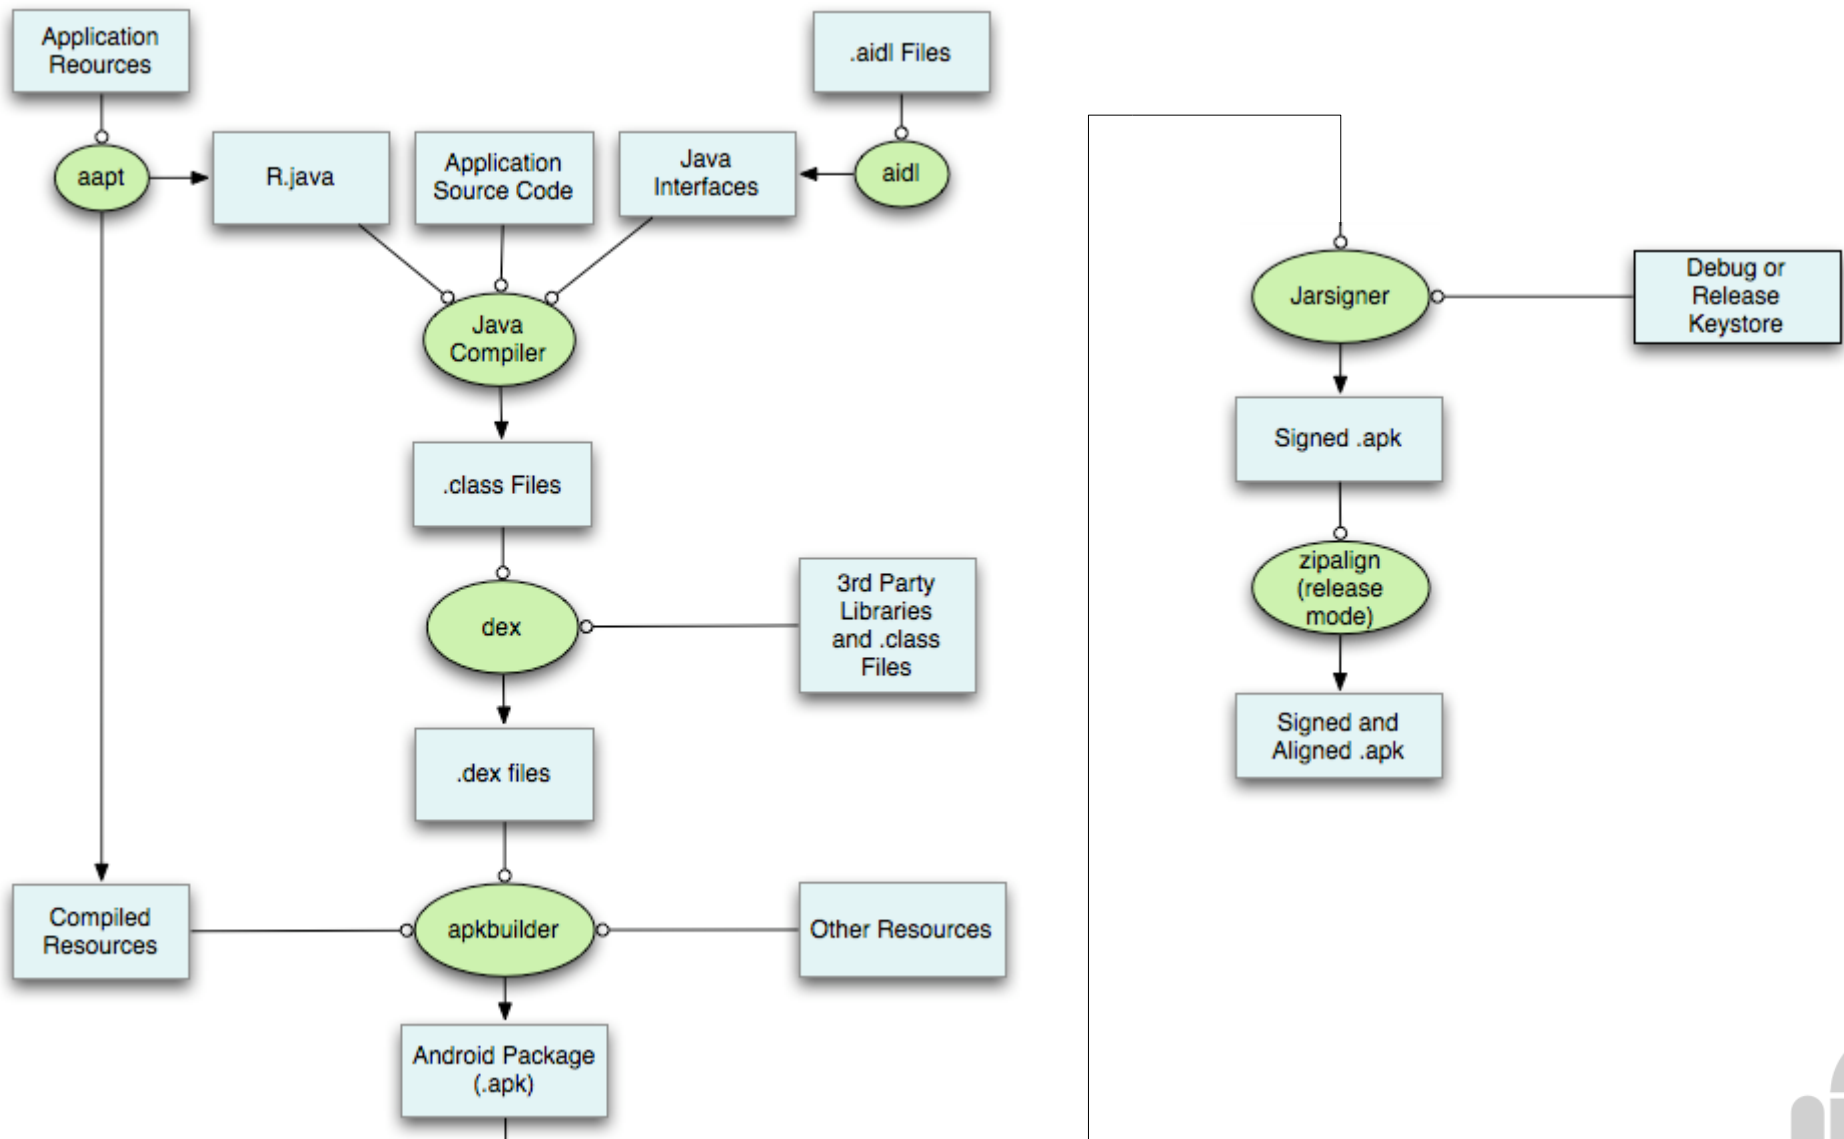 Application
Reources
.aidl Files
aapt
R.java
Application
Source Code
Java
Interfaces
aidl
Java
Compiler
.class Files
dex
3rd Party
Libraries
and .class
Files
.dex files
Compiled
Resources
apkbuilder
Other Resources
Android Package
(.apk)
Jarsigner
Debug or
Release
Keystore
Signed .apk
zipalign
(release
mode)
Signed and
Aligned .apk